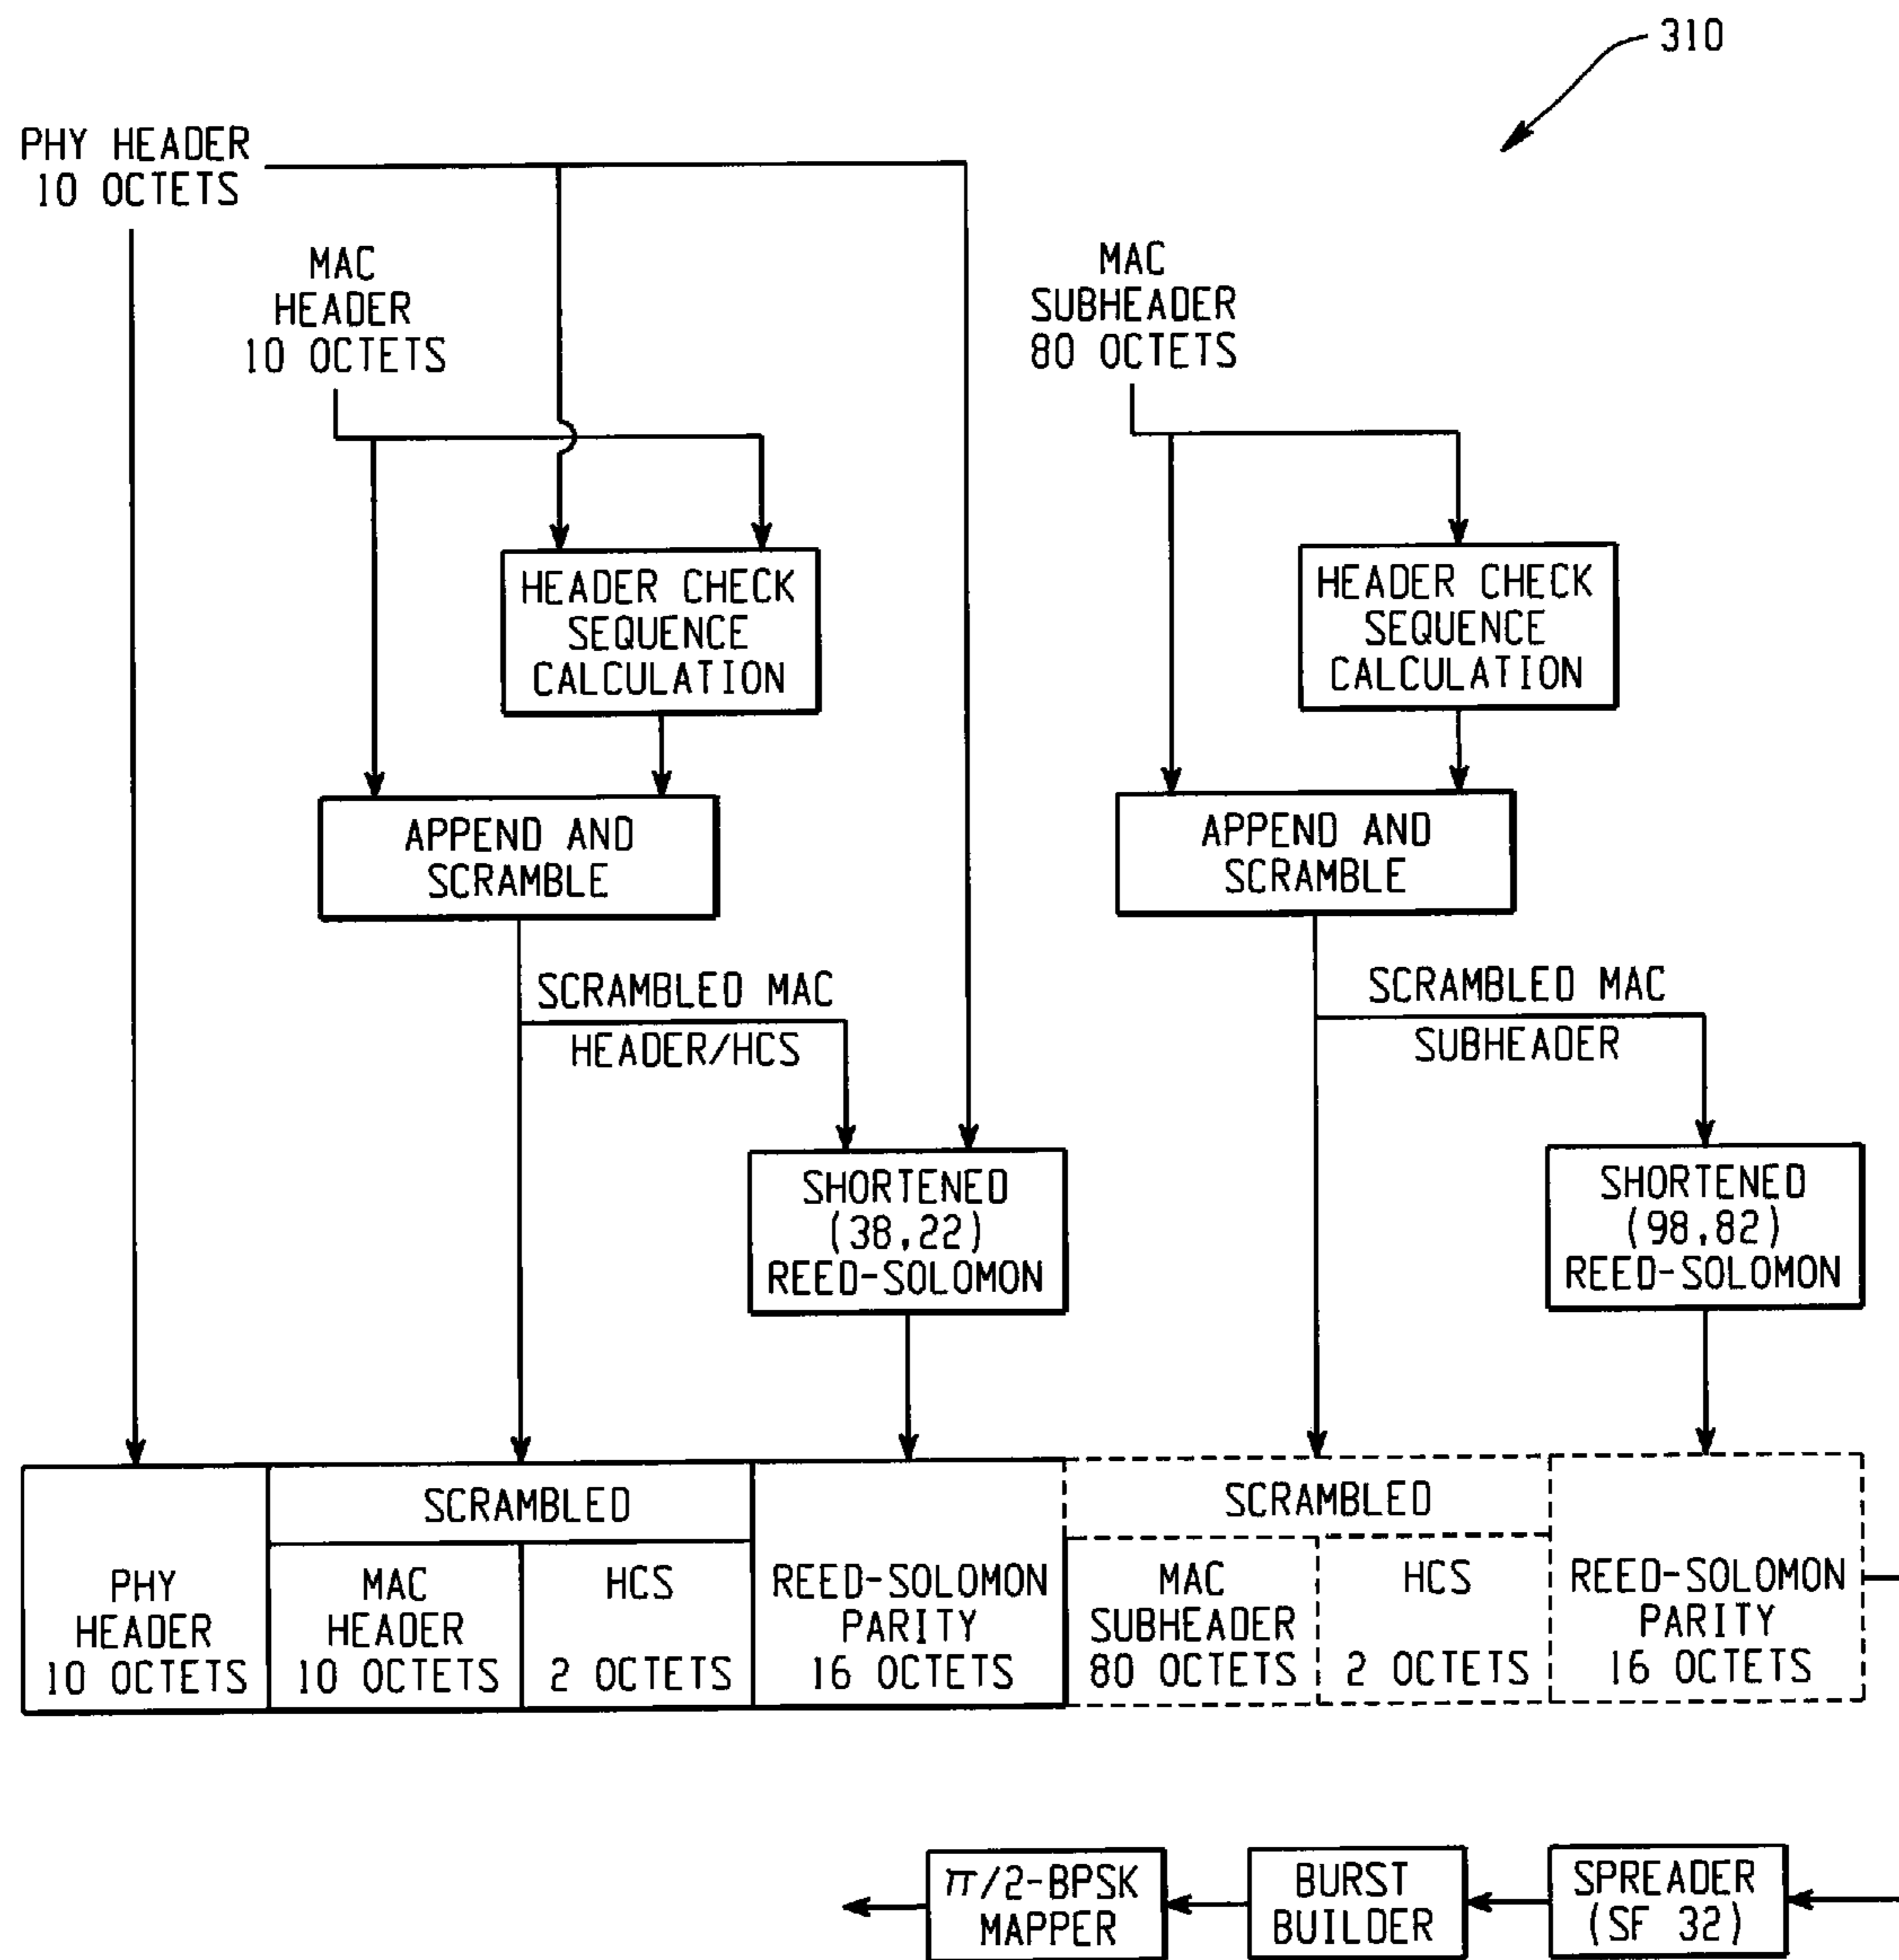 310
PHY HEADER
10 OCTETS
MAC
HEADER
10 OCTETS
MAC
SUBHEADER
80 OCTETS
HEADER CHECK
SEQUENCE
CALCULATION
HEADER CHECK
SEQUENCE
CALCULATION
APPEND AND
SCRAMBLE
APPEND AND
SCRAMBLE
SCRAMBLED MAC
HEADER/HCS
SCRAMBLED MAC
SUBHEADER
SHORTENED
(38,22)
REED-SOLOMON
SHORTENED
(98,82)
REED-SOLOMON
SCRAMBLED
SCRAMBLED
PHY
HEADER
10 OCTETS
MAC
HEADER
10 OCTETS
HCS
2 OCTETS
REED-SOLOMON
PARITY
16 OCTETS
MAC
SUBHEADER
80 OCTETS
HCS
2 OCTETS
REED-SOLOMON
PARITY
16 OCTETS
π/2-BPSK
MAPPER
BURST
BUILDER
SPREADER
(SF 32)